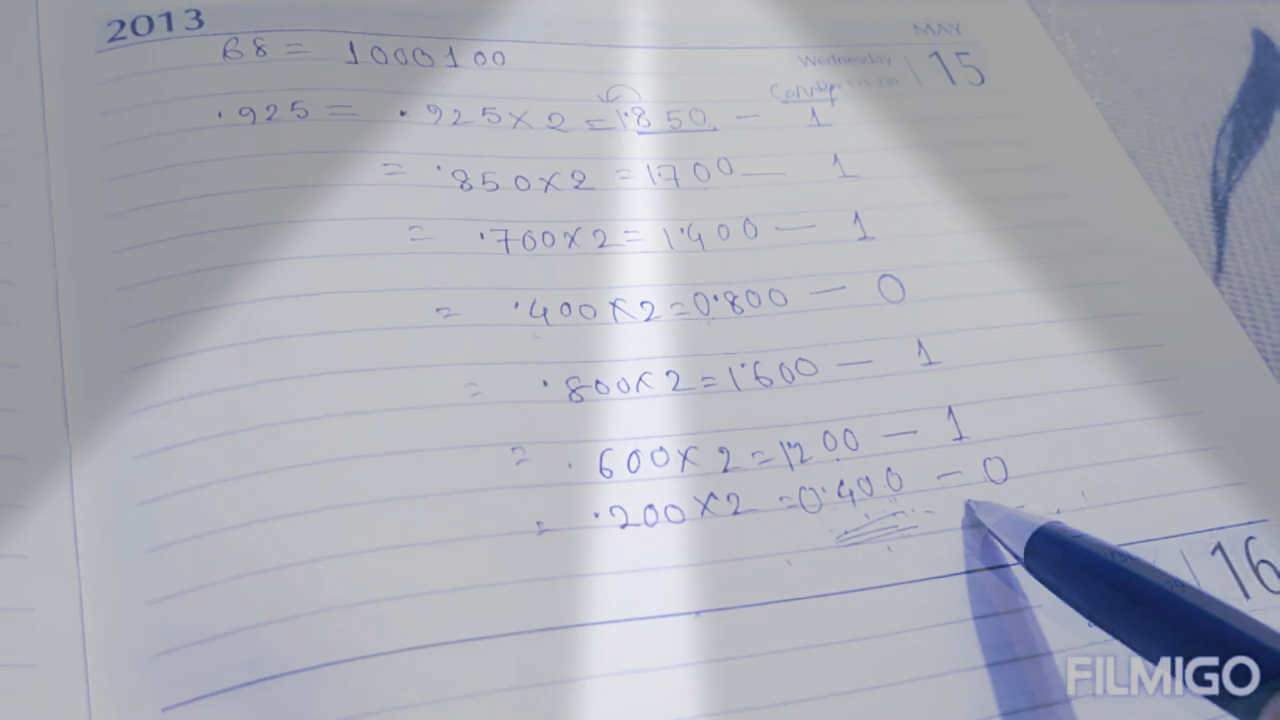 2013
MAY
68 = 1000100
Wednesday 15
.925 = .925×2 = 1.850 — 1
= .850×2 = 1.700 — 1
= .700×2 = 1.400 — 1
= .400×2 = 0.800 — 0
= .800×2 = 1.600 — 1
= .600×2 = 1200 — 1
= .200×2 = 0.400 — 0
16
FILMIGO